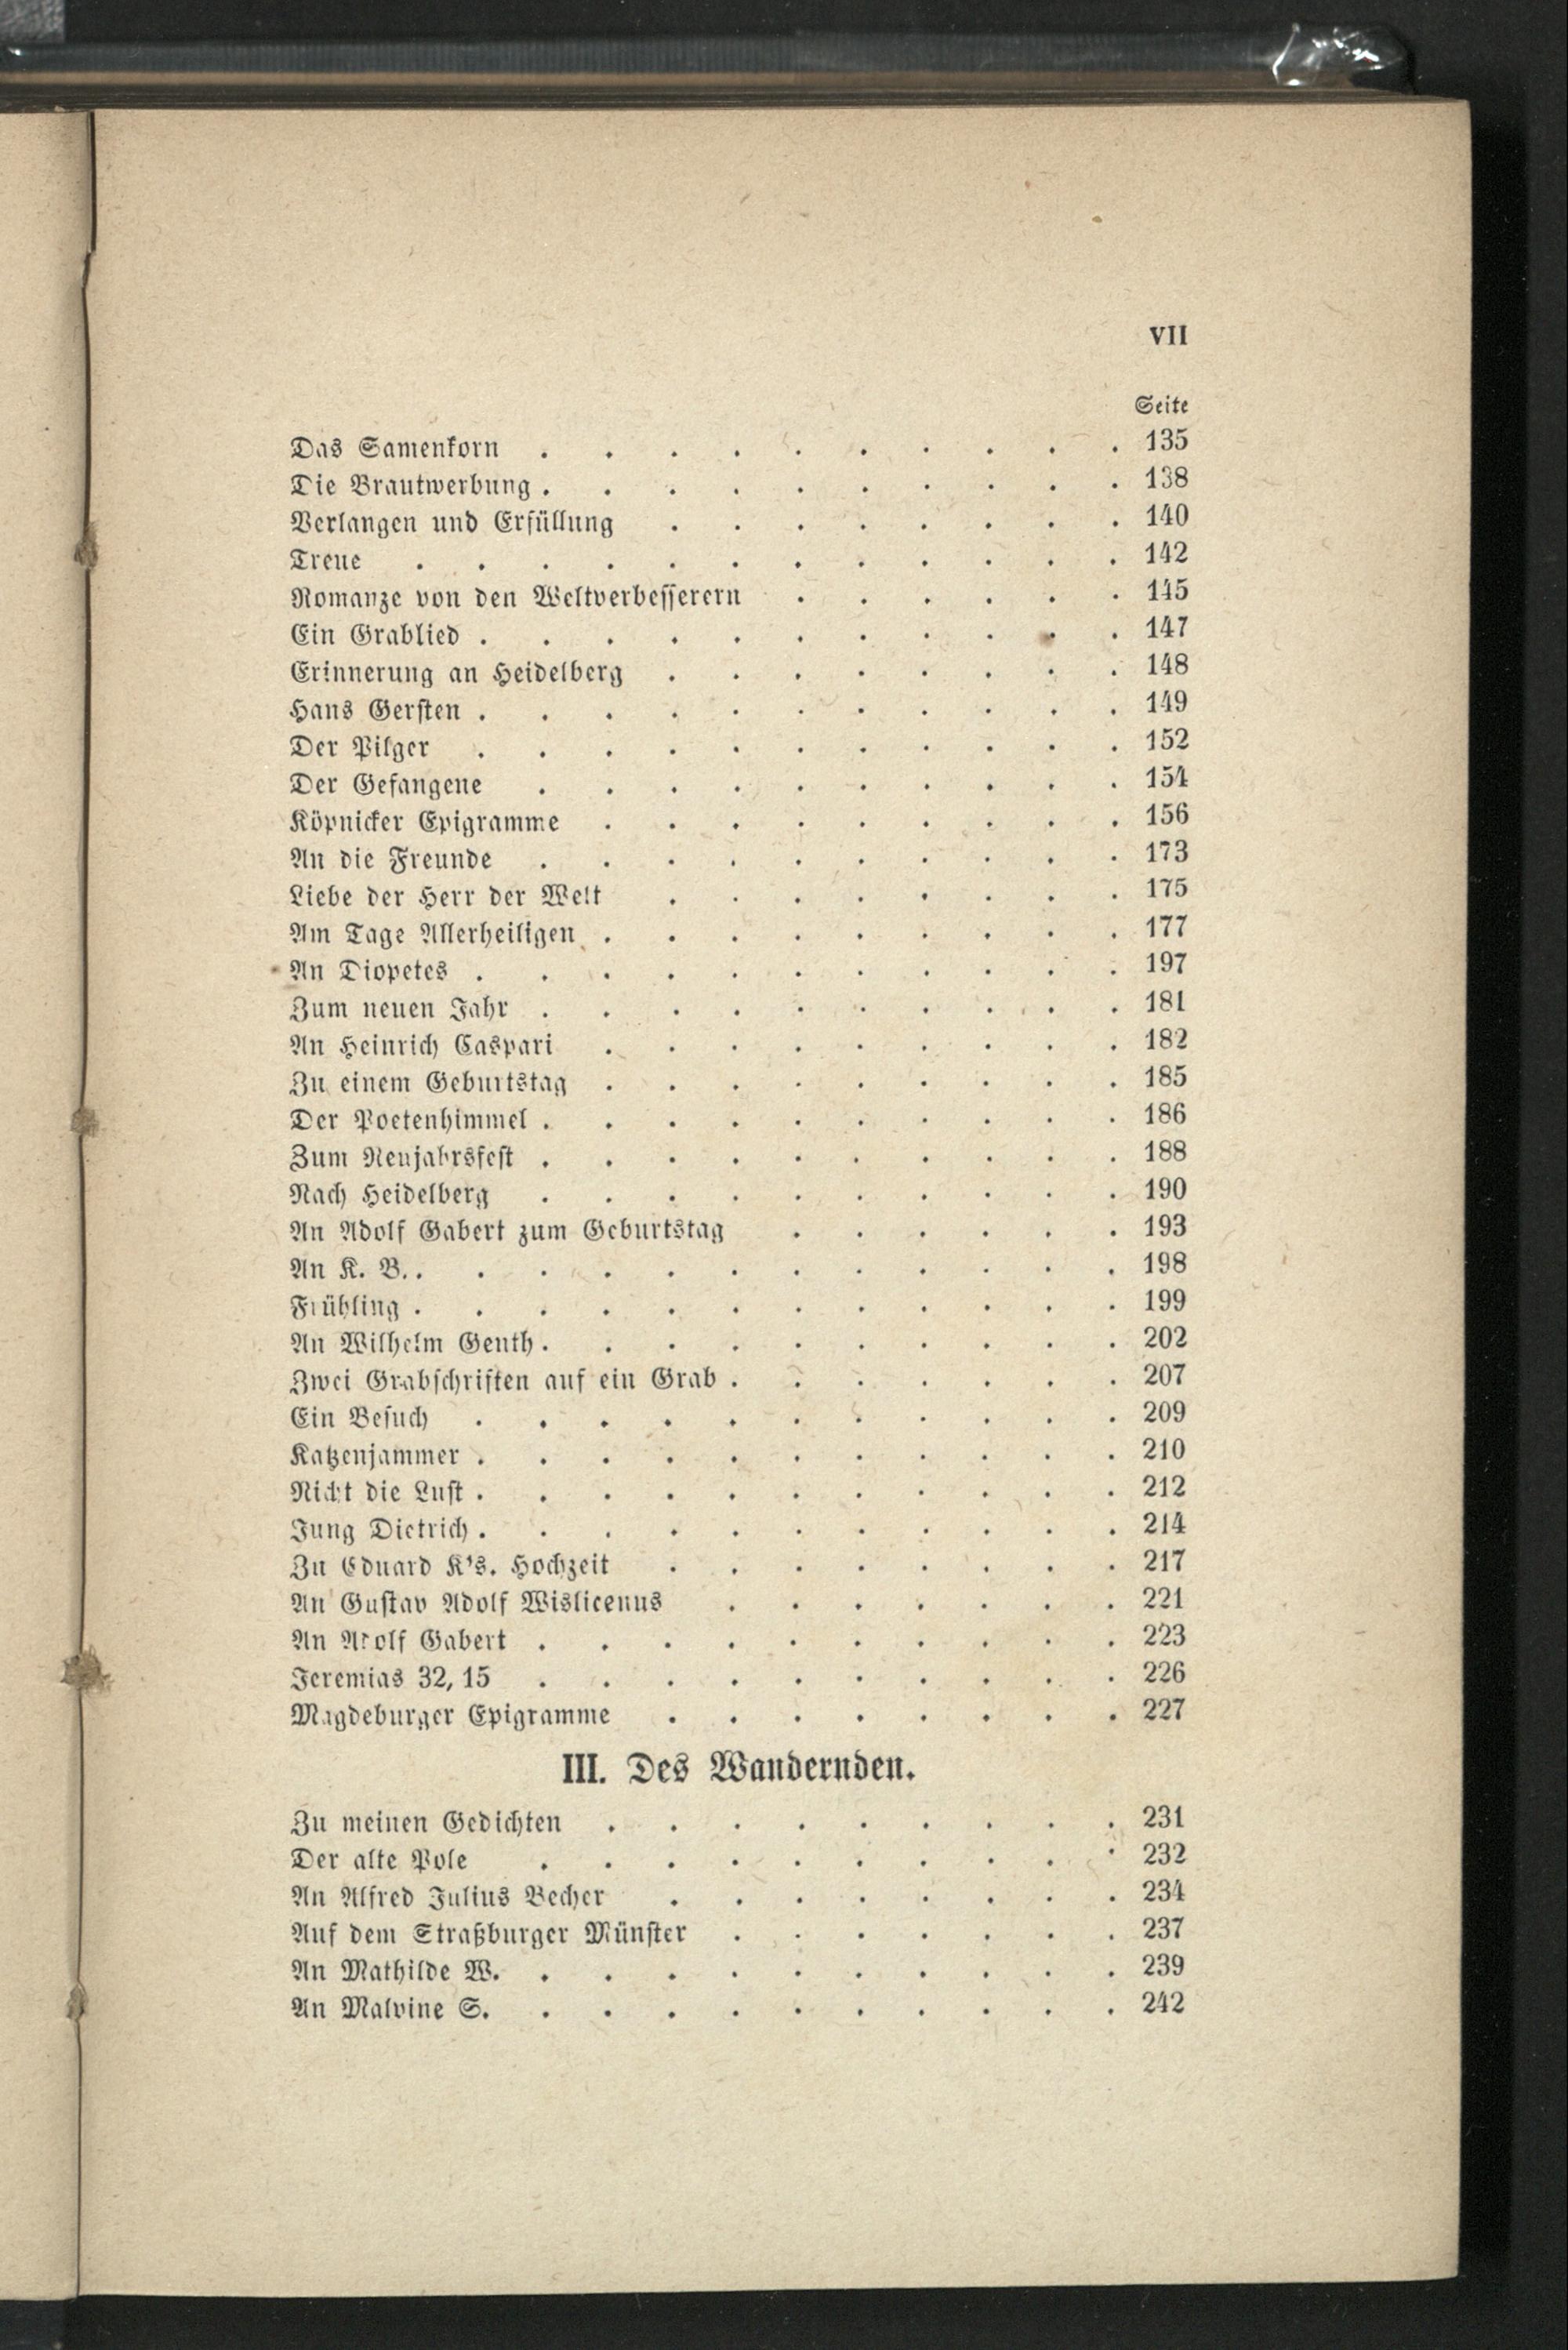 VII
Seite
Das Samenkorn . . . . . . . . . . 135
Die Brautwerbung . . . . . . . . . . 138
Verlangen und Erfüllung . . . . . . . . 140
Treue . . . . . . . . . . . . 142
Romanze von den Weltverbesserern . . . . . . 145
Ein Grablied . . . . . . . . . . . 147
Erinnerung an Heidelberg . . . . . . . . 148
Hans Gersten . . . . . . . . . . . 149
Der Pilger . . . . . . . . . . . 152
Der Gefangene . . . . . . . . . . 154
Köpnicker Epigramme . . . . . . . . . 156
An die Freunde . . . . . . . . . . 173
Liebe der Herr der Welt . . . . . . . . 175
Am Tage Allerheiligen . . . . . . . . . 177
An Diopetes . . . . . . . . . . . 197
Zum neuen Jahr . . . . . . . . . . 181
An Heinrich Caspari . . . . . . . . . 182
Zu einem Geburtstag . . . . . . . . . 185
Der Poetenhimmel . . . . . . . . . . 186
Zum Neujahrsfest . . . . . . . . . . 188
Nach Heidelberg . . . . . . . . . . 190
An Adolf Gabert zum Geburtstag . . . . . . 193
An K. B. . . . . . . . . . . . . 198
Frühling . . . . . . . . . . . . 199
An Wilhelm Genth . . . . . . . . . . 202
Zwei Grabschriften auf ein Grab . . . . . . . 207
Ein Besuch . . . . . . . . . . . 209
Katzenjammer . . . . . . . . . . . 210
Nicht die Lust . . . . . . . . . . . 212
Jung Dietrich . . . . . . . . . . . 214
Zu Eduard K's. Hochzeit . . . . . . . . 217
An Gustav Adolf Wislicenus . . . . . . . 221
An Adolf Gabert . . . . . . . . . . 223
Jeremias 32, 15 . . . . . . . . . . 226
Magdeburger Epigramme . . . . . . . . 227
III. Des Wandernden.
Zu meinen Gedichten . . . . . . . . . 231
Der alte Pole . . . . . . . . . . 232
An Alfred Julius Becher . . . . . . . . 234
Auf dem Straßburger Münster . . . . . . . 237
An Mathilde W. . . . . . . . . . . 239
An Malvine S. . . . . . . . . . . 242